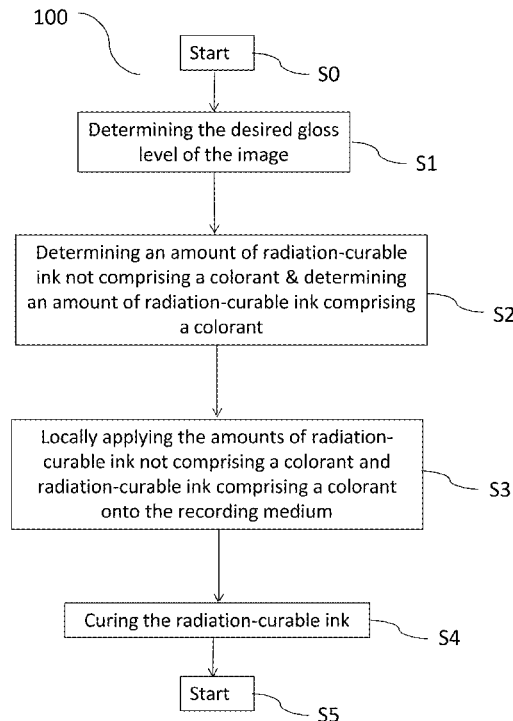 100
Start
S0
Determining the desired gloss
level of the image
S1
Determining an amount of radiation-curable
ink not comprising a colorant & determining
an amount of radiation-curable ink comprising
a colorant
S2
Locally applying the amounts of radiation-
curable ink not comprising a colorant and
radiation-curable ink comprising a colorant
onto the recording medium
S3
Curing the radiation-curable ink
S4
Start
S5